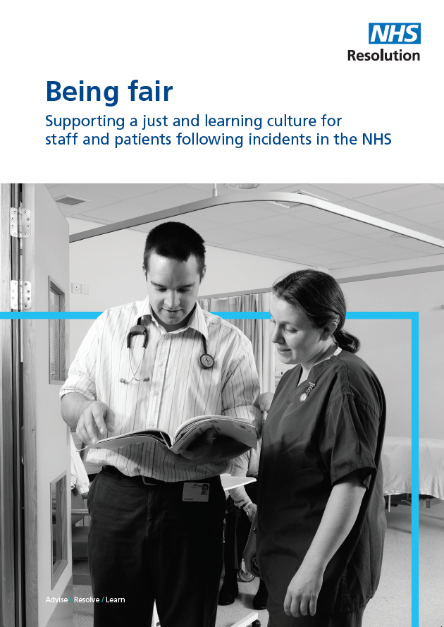 NHS
Resolution
Being fair
Supporting a just and learning culture for
staff and patients following incidents in the NHS
Advise / Resolve / Learn